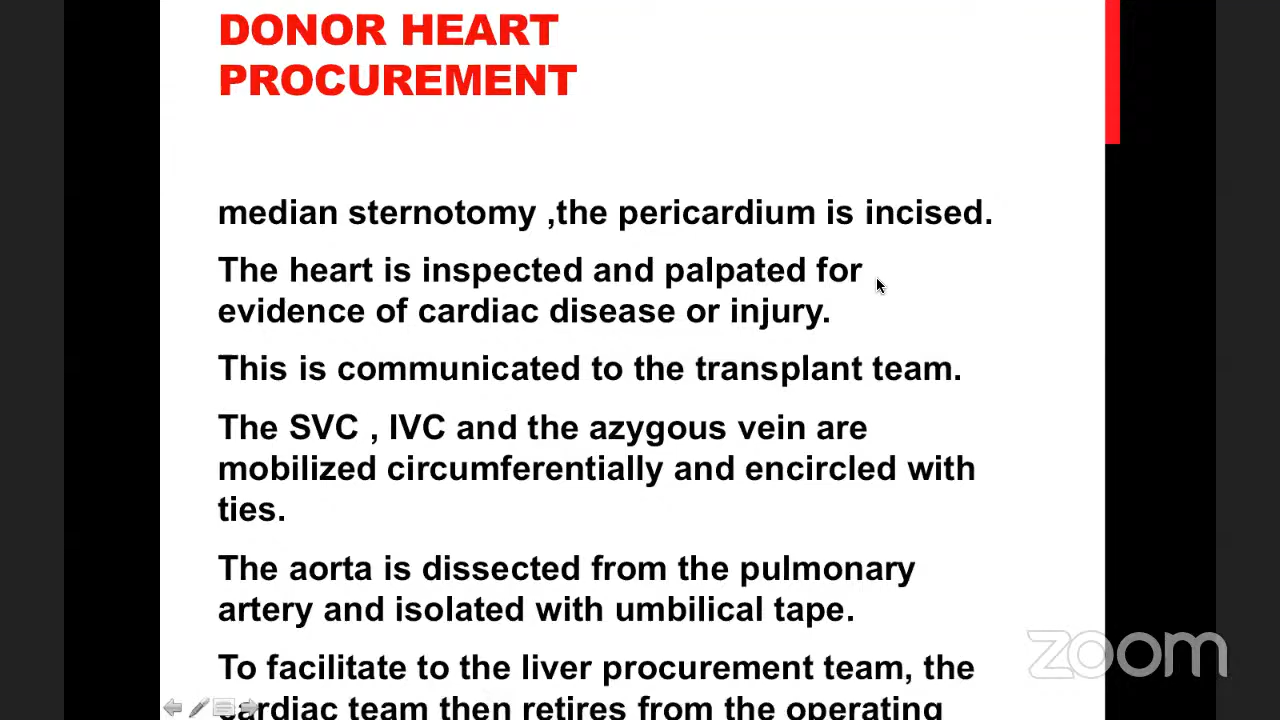 DONOR HEART
PROCUREMENT
median sternotomy ,the pericardium is incised.
The heart is inspected and palpated for
evidence of cardiac disease or injury.
This is communicated to the transplant team.
The SVC , IVC and the azygous vein are
mobilized circumferentially and encircled with
ties.
The aorta is dissected from the pulmonary
artery and isolated with umbilical tape.
To facilitate to the liver procurement team, the
cardiac team then retires from the operating
zoom